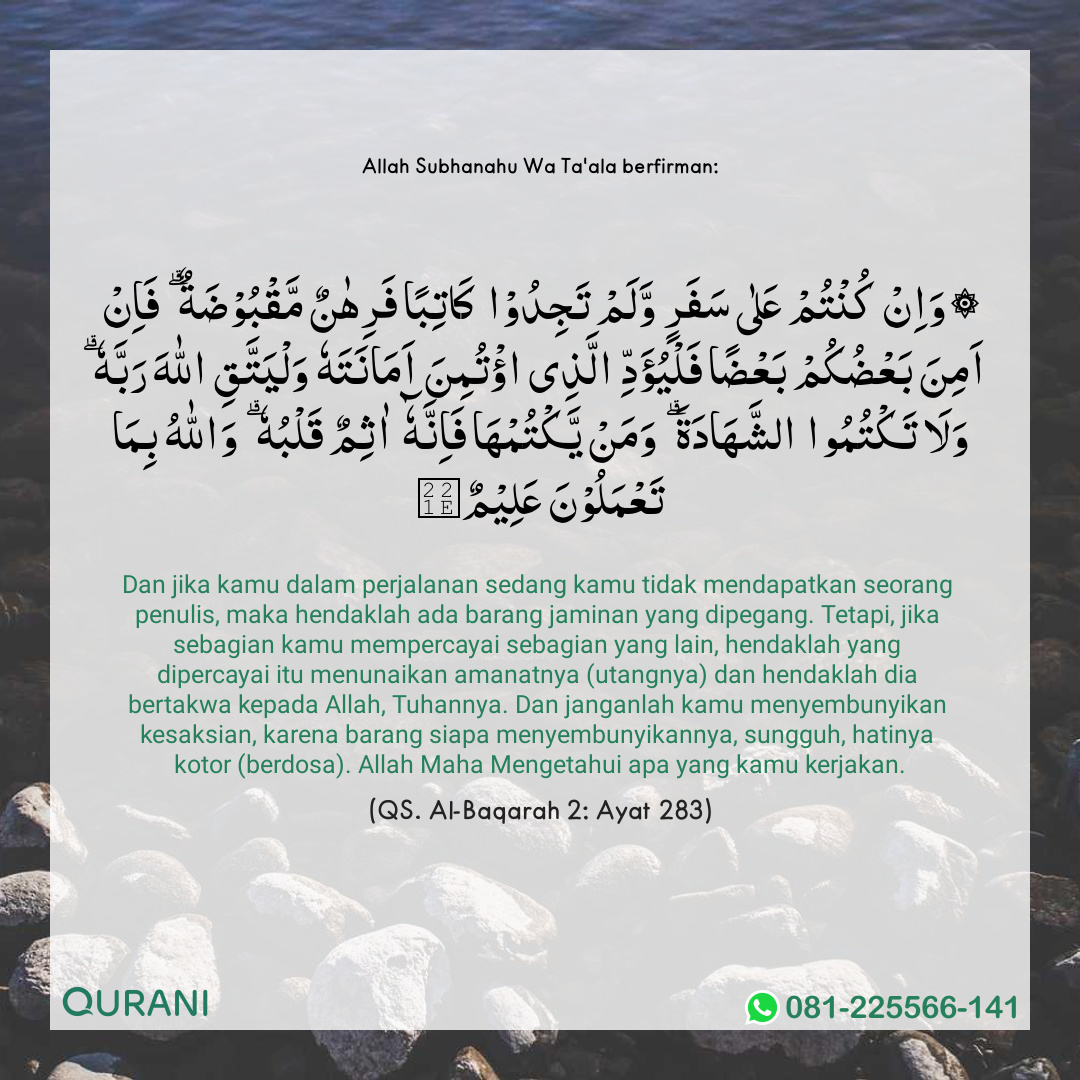 Allah Subhanahu Wa Ta'ala berfirman:
۞ وَاِنْ كُنْتُمْ عَلٰى سَفَرٍ وَّلَمْ تَجِدُوْا كَاتِبًا فَرِهٰنٌ مَّقْبُوْضَةٌ ۗ فَاِنْ
اَمِنَ بَعْضُكُمْ بَعْضًا فَلْيُؤَدِّ الَّذِى اؤْتُمِنَ اَمَانَتَهٗ وَلْيَتَّقِ اللّٰهَ رَبَّهٗ ۗ
وَلَا تَكْتُمُوا الشَّهَادَةَ ۗ وَمَنْ يَّكْتُمْهَا فَاِنَّهٗٓ اٰثِمٌ قَلْبُهٗ ۗ وَاللّٰهُ بِمَا
تَعْمَلُوْنَ عَلِيْمٌ
Dan jika kamu dalam perjalanan sedang kamu tidak mendapatkan seorang
penulis, maka hendaklah ada barang jaminan yang dipegang. Tetapi, jika
sebagian kamu mempercayai sebagian yang lain, hendaklah yang
dipercayai itu menunaikan amanatnya (utangnya) dan hendaklah dia
bertakwa kepada Allah, Tuhannya. Dan janganlah kamu menyembunyikan
kesaksian, karena barang siapa menyembunyikannya, sungguh, hatinya
kotor (berdosa). Allah Maha Mengetahui apa yang kamu kerjakan.
(QS. Al-Baqarah 2: Ayat 283)
QURANI
081-225566-141